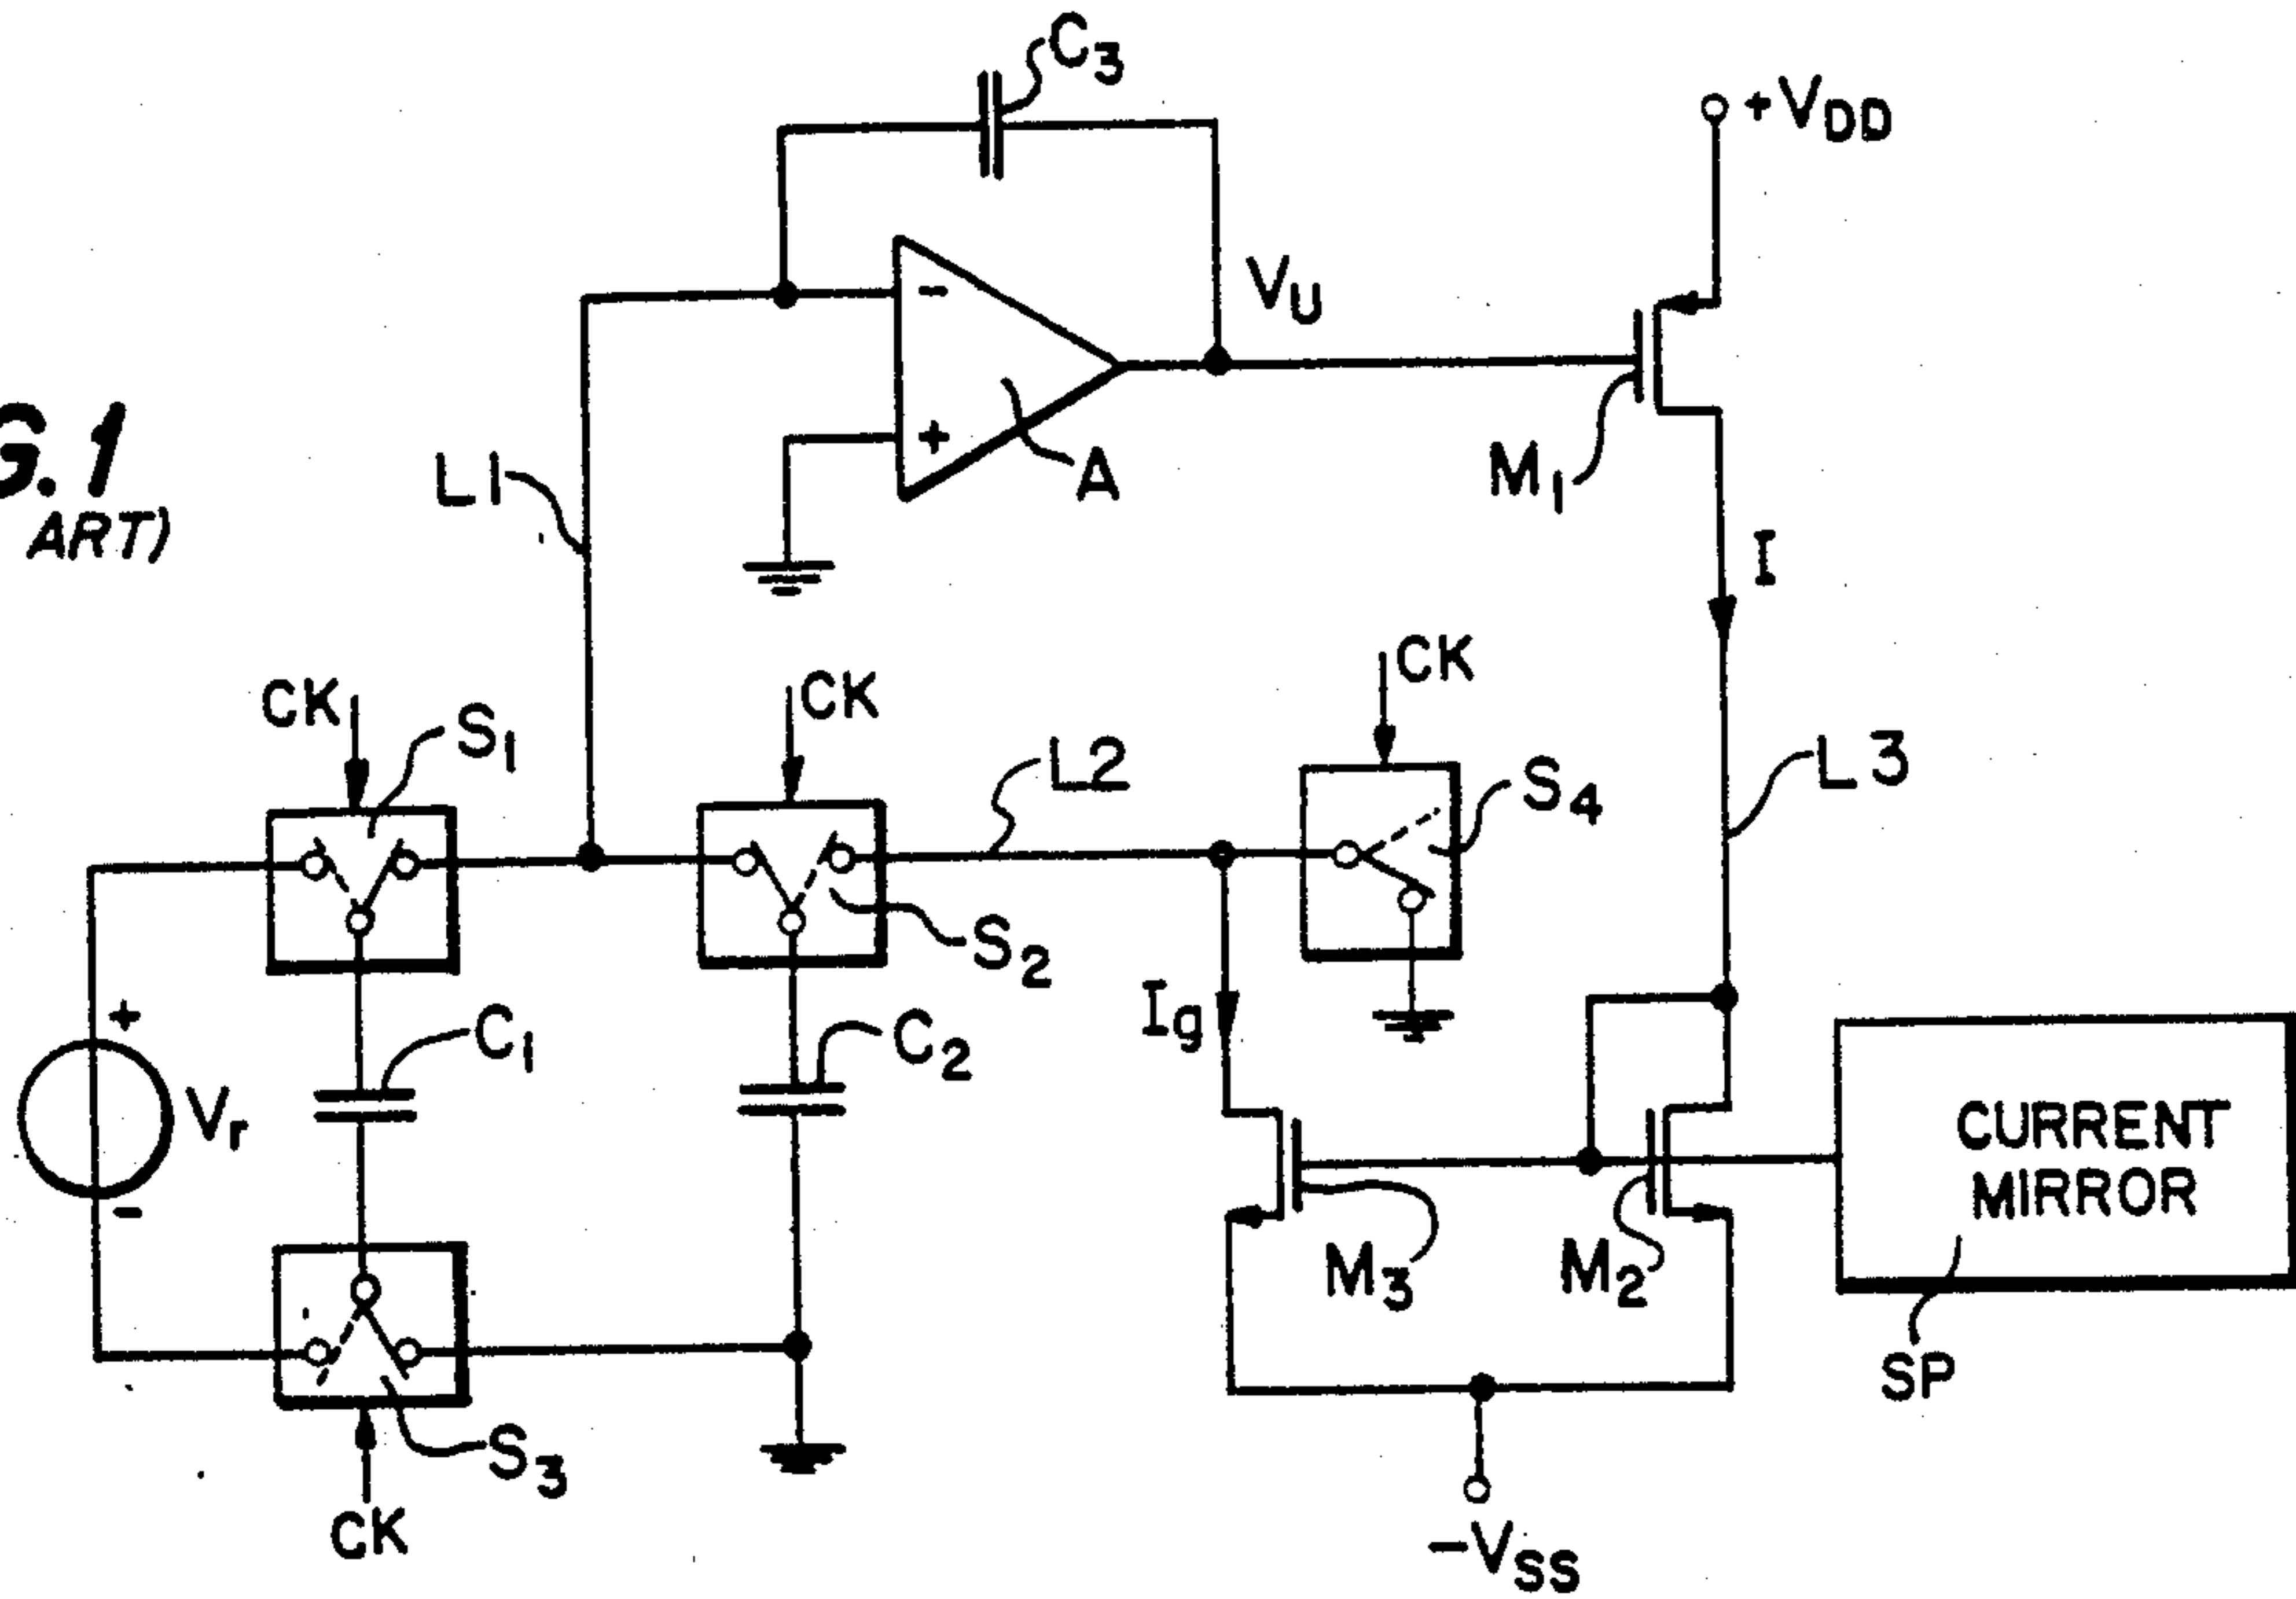 C3
+VDD
-
VU
+
A
M1
G. 1
ART)
L1
I
CK
S1
CK
L2
CK
S4
L3
S2
+
Vr
-
C1
C2
Ig
M3
M2
CURRENT
MIRROR
SP
S3
CK
-VSS